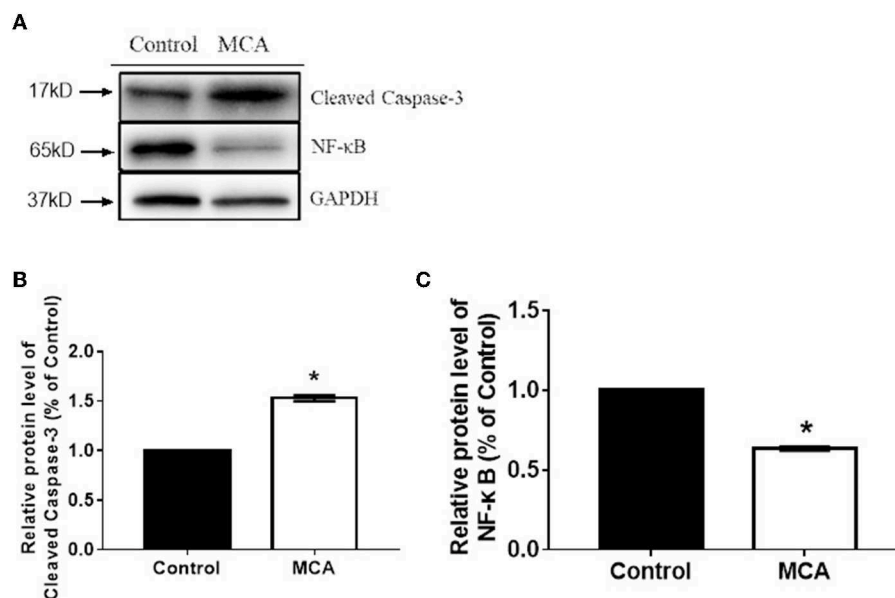 A
Control MCA
17kD Cleaved Caspase-3
65kD NF-κB
37kD GAPDH
B
Relative protein level of
Cleaved Caspase-3 (% of Control)
2.0
1.5
1.0
0.5
0.0
*
Control MCA
C
Relative protein level of
NF-κ B (% of Control)
1.5
1.0
0.5
0.0
*
Control MCA